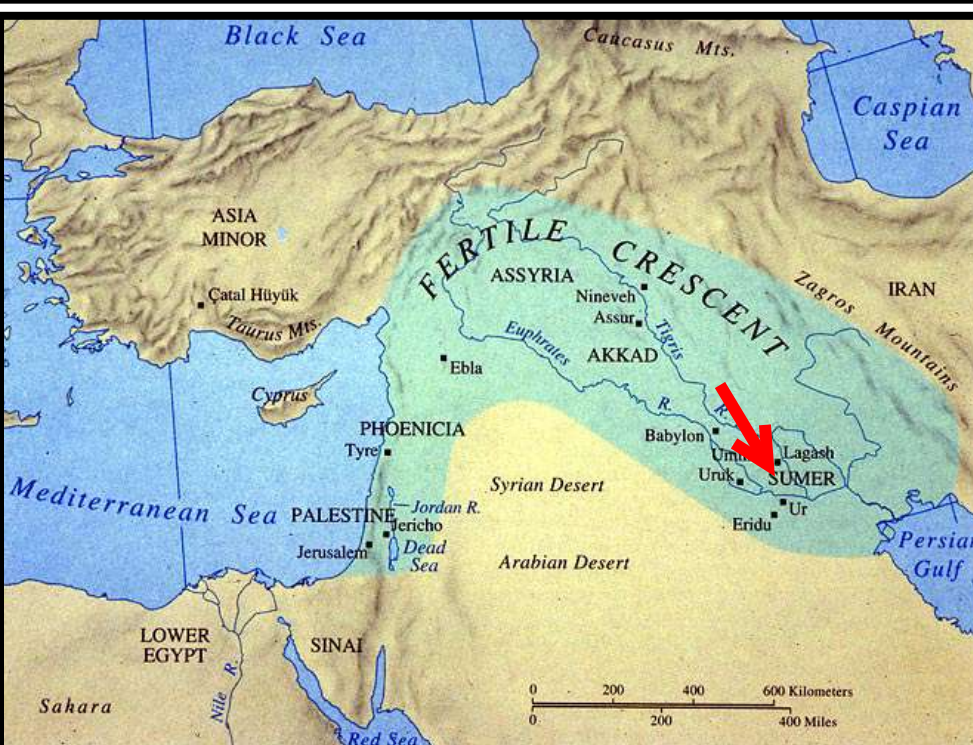 Black Sea
Caucasus Mts.
Caspian
Sea
ASIA
MINOR
FERTILE CRESCENT
ASSYRIA
Zagros Mountains
IRAN
Nineveh
Çatal Hüyük
Assur
Taurus Mts.
Euphrates R.
Tigris R.
AKKAD
Ebla
Cyprus
PHOENICIA
Babylon
Tyre
Lagash
Uruk
SUMER
Syrian Desert
Mediterranean Sea
Jordan R.
PALESTINE
Ur
Jericho
Eridu
Jerusalem
Dead
Sea
Arabian Desert
Persian
Gulf
LOWER
EGYPT
SINAI
Nile R.
0 200 400 600 Kilometers
0 200 400 Miles
Sahara
Red Sea